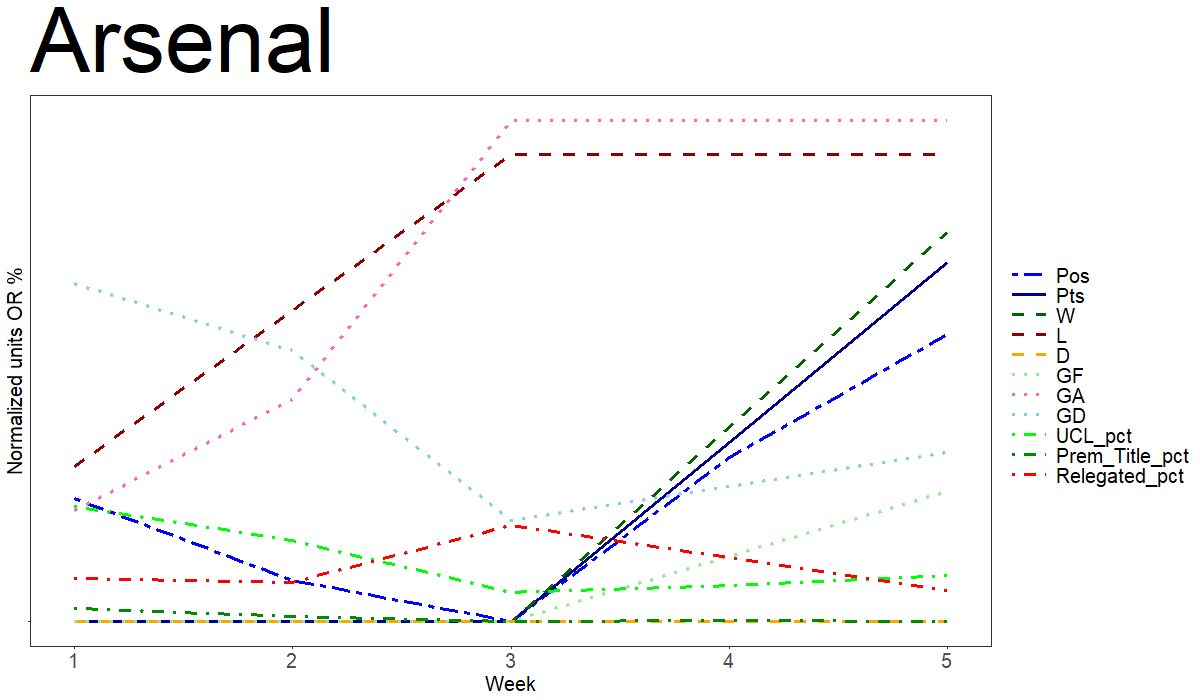 Arsenal
Normalized units OR %
1 2 3 4 5
Week
Pos
Pts
W
L
D
GF
GA
GD
UCL_pct
Prem_Title_pct
Relegated_pct